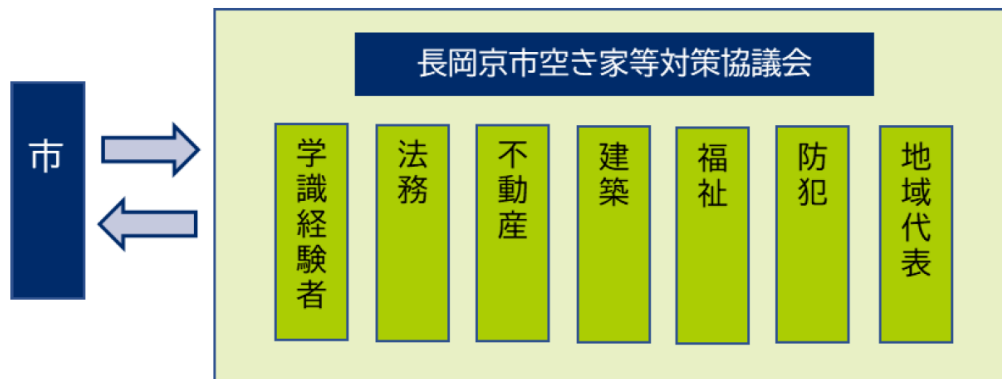 長岡京市空き家等対策協議会
市
学識経験者
法務
不動産
建築
福祉
防犯
地域代表